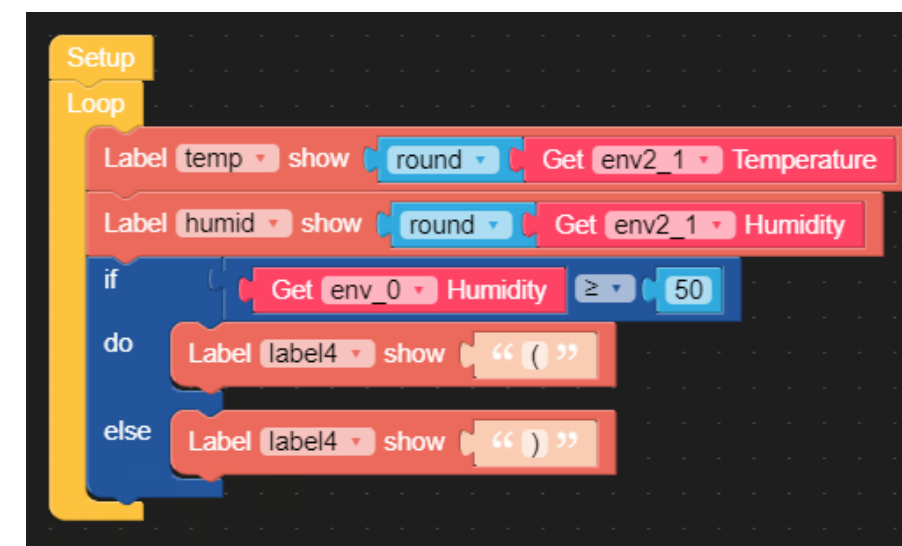 Setup
Loop
Label temp show round Get env2_1 Temperature
Label humid show round Get env2_1 Humidity
if Get env_0 Humidity ≥ 50
do Label label4 show “ ( ”
else Label label4 show “ ) ”